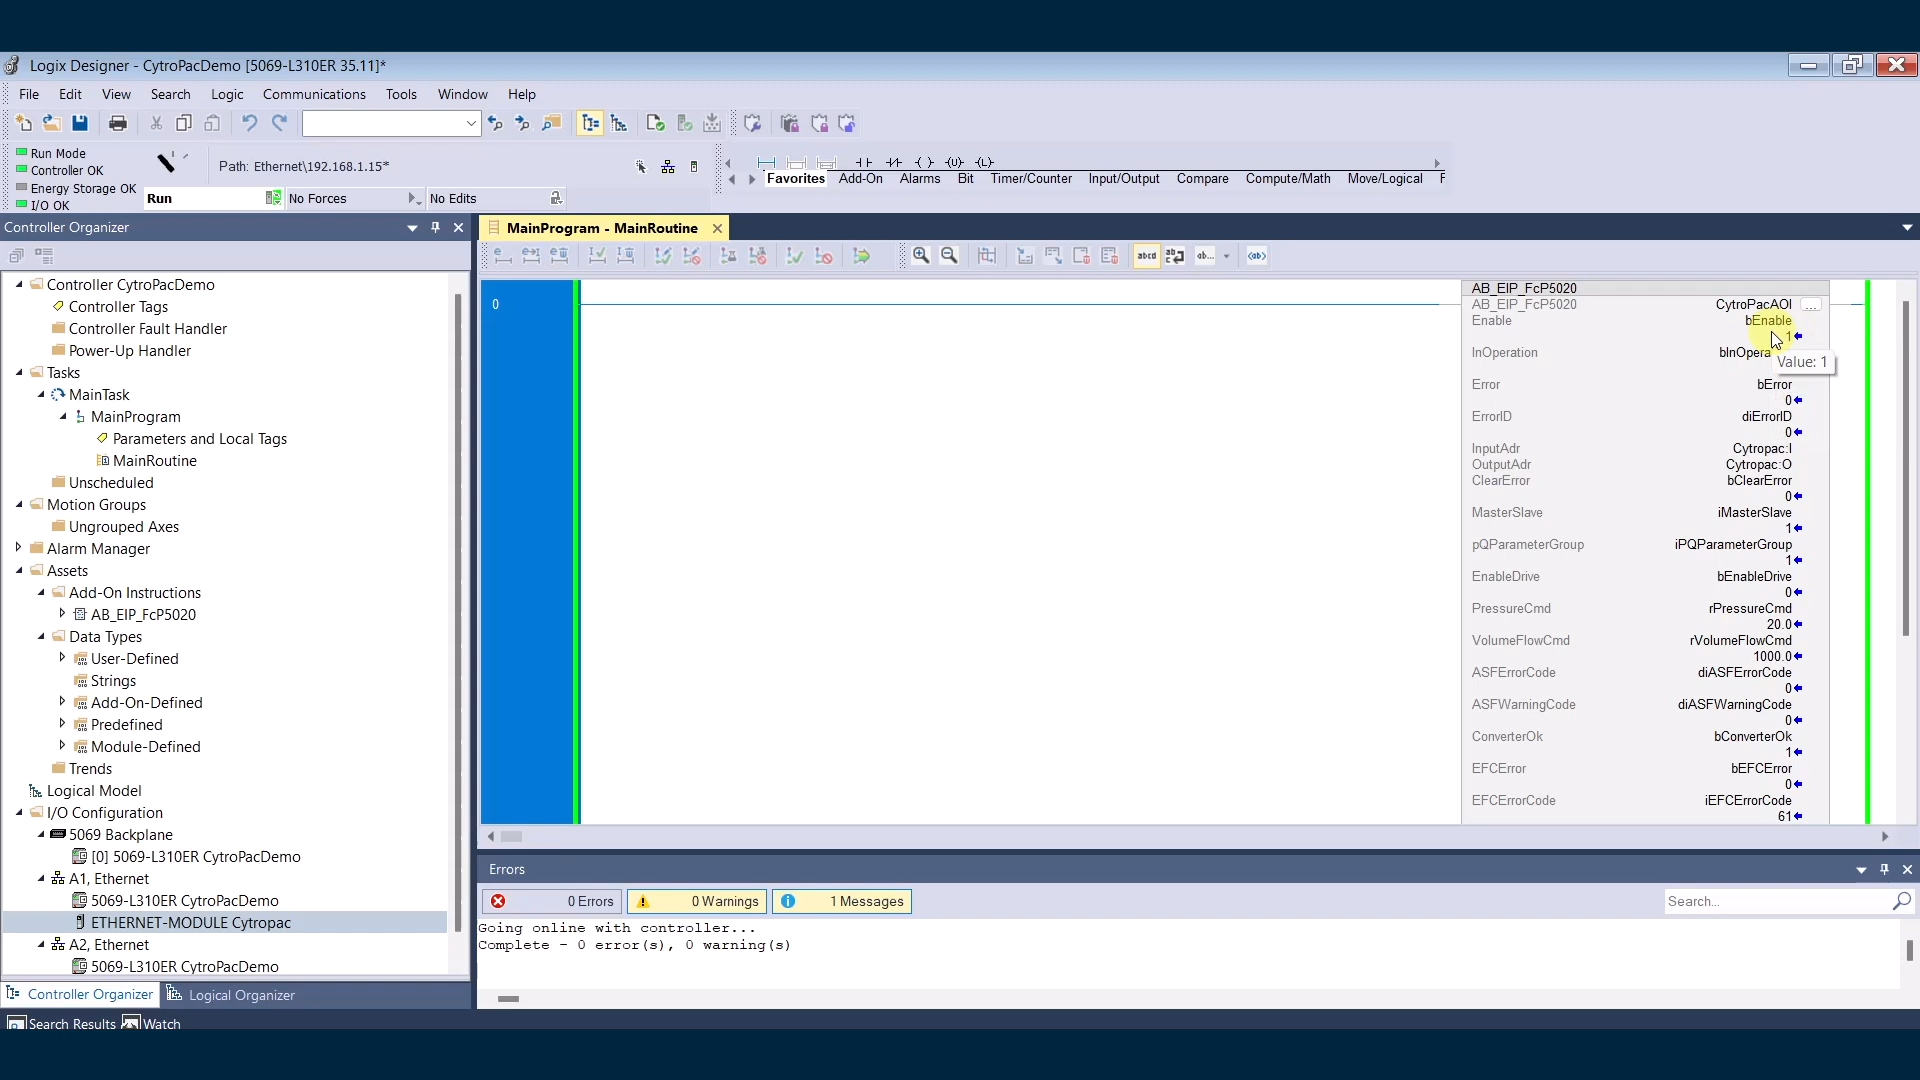 Logix Designer - CytroPacDemo [5069-L310ER 35.11]*
File Edit View Search Logic Communications Tools Window Help
Run Mode
Controller OK
Energy Storage OK
I/O OK
Path: Ethernet\192.168.1.15*
Run No Forces No Edits
Favorites Add-On Alarms Bit Timer/Counter Input/Output Compare Compute/Math Move/Logical F
Controller Organizer
Controller CytroPacDemo
Controller Tags
Controller Fault Handler
Power-Up Handler
Tasks
MainTask
MainProgram
Parameters and Local Tags
MainRoutine
Unscheduled
Motion Groups
Ungrouped Axes
Alarm Manager
Assets
Add-On Instructions
AB_EIP_FcP5020
Data Types
User-Defined
Strings
Add-On-Defined
Predefined
Module-Defined
Trends
Logical Model
I/O Configuration
5069 Backplane
[0] 5069-L310ER CytroPacDemo
A1, Ethernet
5069-L310ER CytroPacDemo
ETHERNET-MODULE Cytropac
A2, Ethernet
5069-L310ER CytroPacDemo
Controller Organizer Logical Organizer
Search Results Watch
MainProgram - MainRoutine
abcd ab...
0
AB_EIP_FcP5020
AB_EIP_FcP5020 CytroPacAOI ...
Enable bEnable
1
InOperation bInOpera
Value: 1
Error bError
0
ErrorID diErrorID
0
InputAdr Cytropac:I
OutputAdr Cytropac:O
ClearError bClearError
0
MasterSlave iMasterSlave
1
pQParameterGroup iPQParameterGroup
1
EnableDrive bEnableDrive
0
PressureCmd rPressureCmd
20.0
VolumeFlowCmd rVolumeFlowCmd
1000.0
ASFErrorCode diASFErrorCode
0
ASFWarningCode diASFWarningCode
0
ConverterOk bConverterOk
1
EFCError bEFCError
0
EFCErrorCode iEFCErrorCode
61
Errors
0 Errors 0 Warnings 1 Messages Search...
Going online with controller...
Complete - 0 error(s), 0 warning(s)